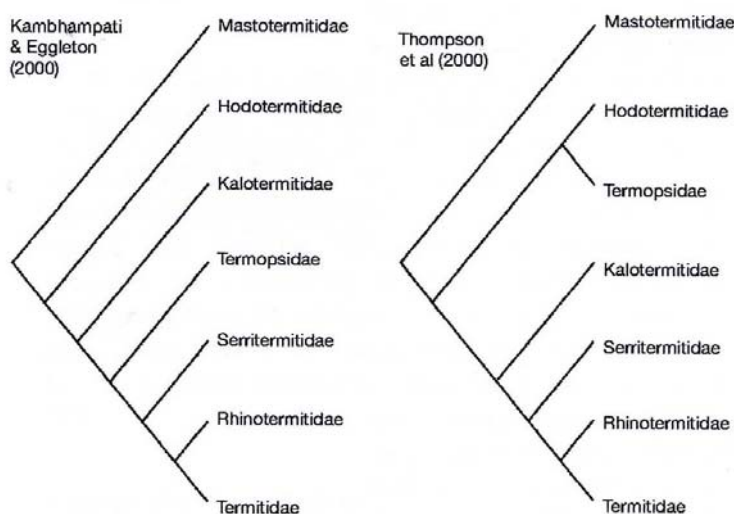 Kambhampati
& Eggleton
(2000)
Mastotermitidae
Hodotermitidae
Kalotermitidae
Termopsidae
Serritermitidae
Rhinotermitidae
Termitidae
Thompson
et al (2000)
Mastotermitidae
Hodotermitidae
Termopsidae
Kalotermitidae
Serritermitidae
Rhinotermitidae
Termitidae